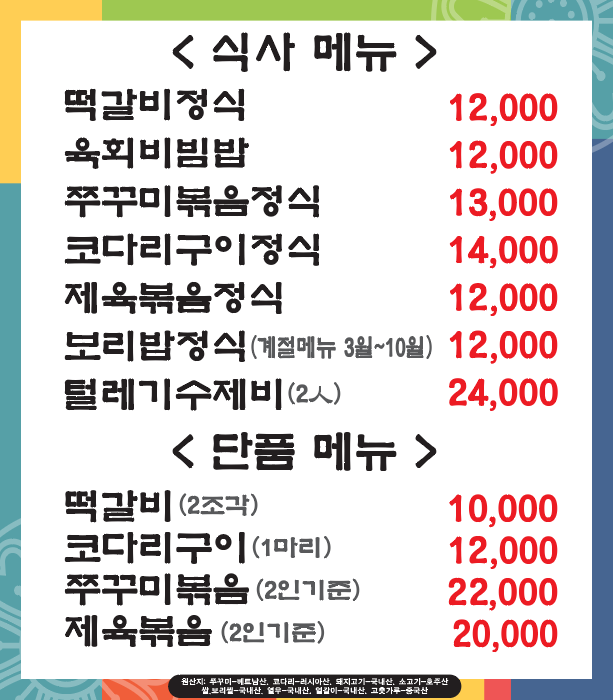 < 식사 메뉴 >
떡갈비정식 12,000
육회비빔밥 12,000
쭈꾸미볶음정식 13,000
코다리구이정식 14,000
제육볶음정식 12,000
보리밥정식(계절메뉴 3월~10월) 12,000
털레기수제비(2人) 24,000
< 단품 메뉴 >
떡갈비(2조각) 10,000
코다리구이(1마리) 12,000
쭈꾸미볶음(2인기준) 22,000
제육볶음(2인기준) 20,000
원산지: 쭈꾸미-베트남산, 코다리-러시아산, 돼지고기-국내산, 소고기-호주산
쌀,보리쌀-국내산, 열무-국내산, 얼갈이-국내산, 고춧가루-중국산